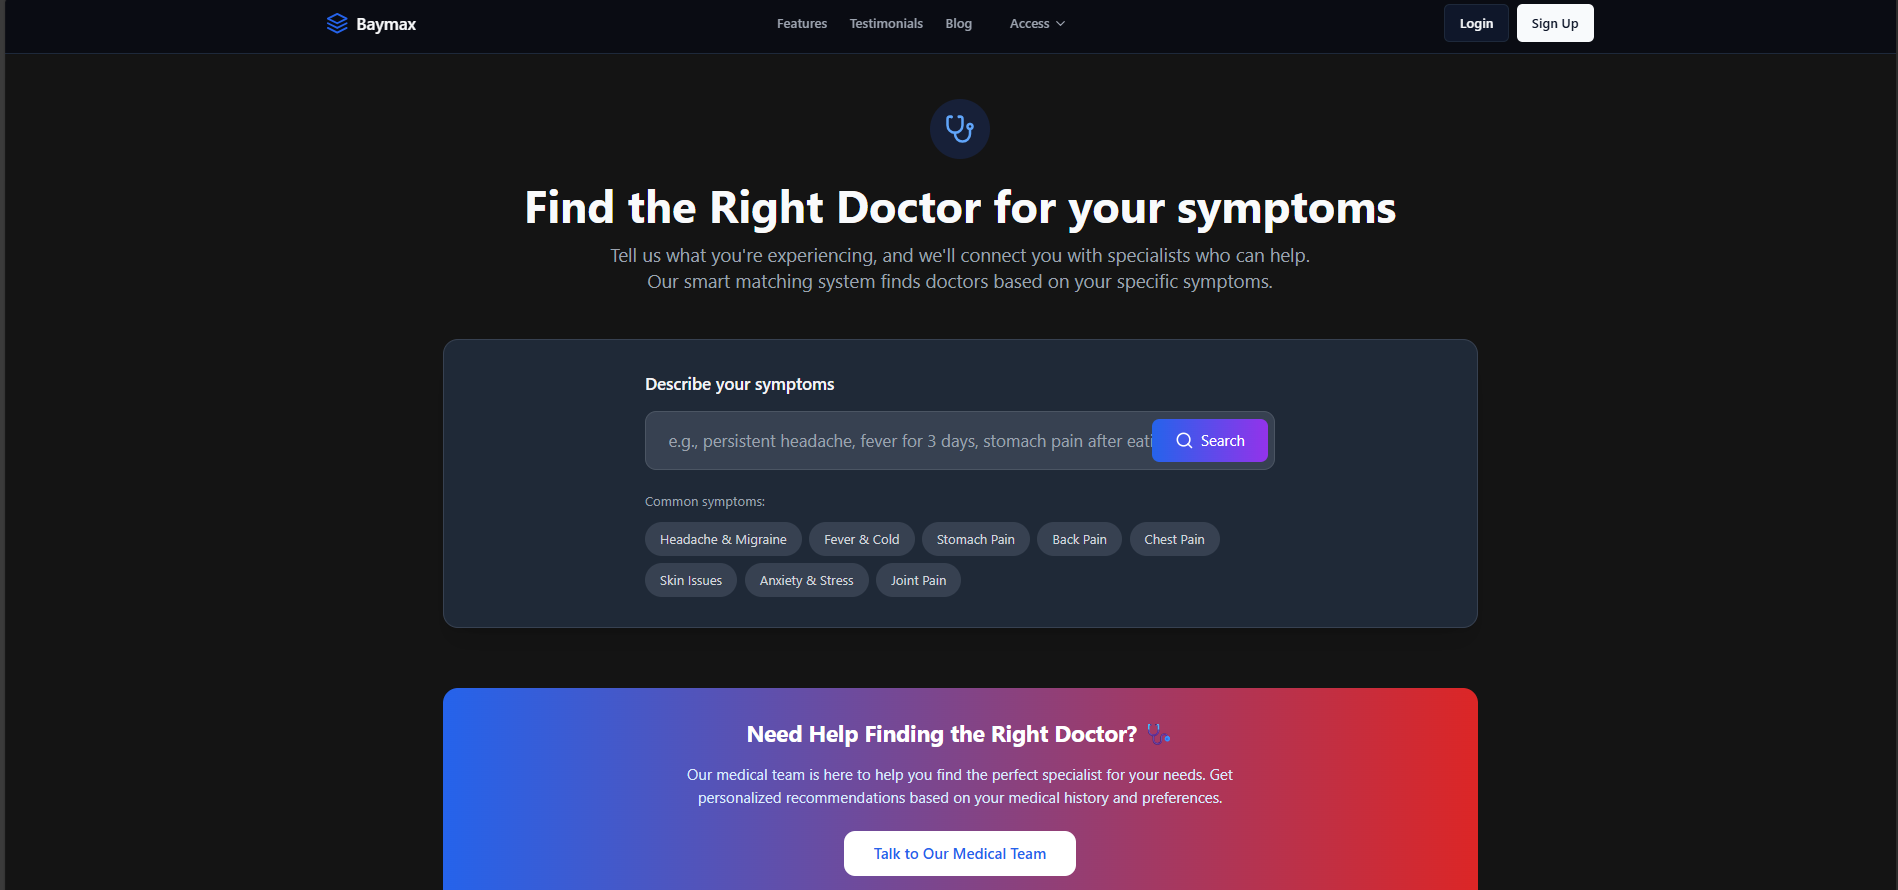 Baymax
Features
Testimonials
Blog
Access
Login
Sign Up
Find the Right Doctor for your symptoms
Tell us what you're experiencing, and we'll connect you with specialists who can help.
Our smart matching system finds doctors based on your specific symptoms.
Describe your symptoms
e.g., persistent headache, fever for 3 days, stomach pain after eati
Search
Common symptoms:
Headache & Migraine
Fever & Cold
Stomach Pain
Back Pain
Chest Pain
Skin Issues
Anxiety & Stress
Joint Pain
Need Help Finding the Right Doctor? 🩺
Our medical team is here to help you find the perfect specialist for your needs. Get
personalized recommendations based on your medical history and preferences.
Talk to Our Medical Team